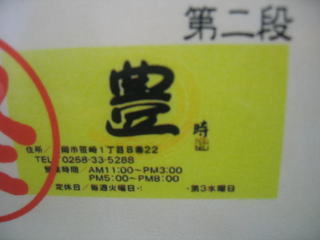 第二段
豊
時
住所/ 岡市笹崎1丁目8番22
TEL/0258-33-5288
営業時間/AM11:00~PM3:00
PM5:00~PM8:00
定休日/毎週火曜日・ ・第3水曜日